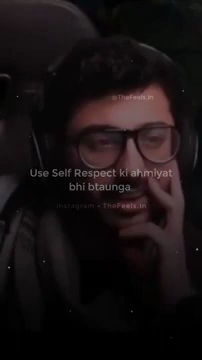 @TheFeels.In
Use Self Respect ki ahmiyat
bhi btaunga
Instagram • TheFeels.In